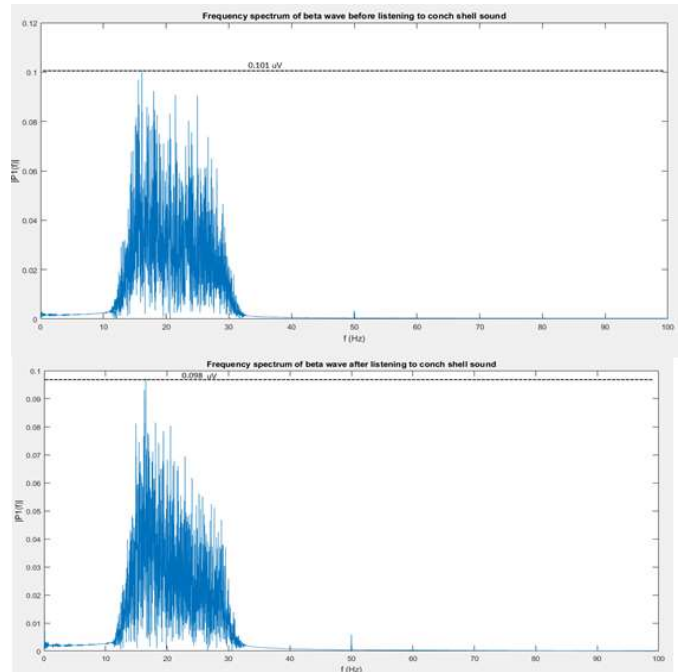 Frequency spectrum of beta wave before listening to conch shell sound
0.12
0.101 uV
0.1
0.08
|P1(f)|
0.06
0.04
0.02
0
0 10 20 30 40 50 60 70 80 90 100
f (Hz)
Frequency spectrum of beta wave after listening to conch shell sound
0.1
0.098 uV
0.09
0.08
0.07
0.06
|P1(f)|
0.05
0.04
0.03
0.02
0.01
0
0 10 20 30 40 50 60 70 80 90 100
f (Hz)